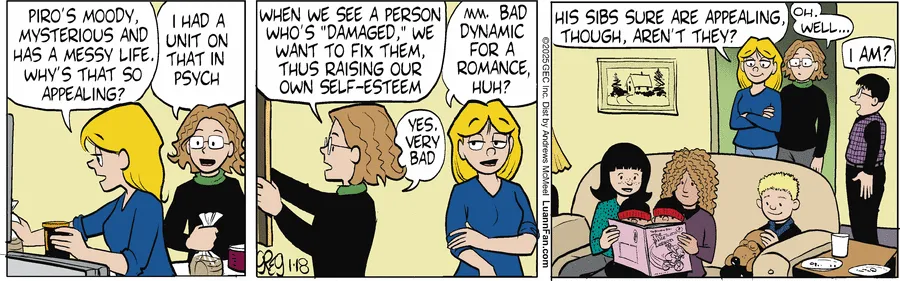 PIRO'S MOODY,
MYSTERIOUS AND
HAS A MESSY LIFE.
WHY'S THAT SO
APPEALING?
I HAD A
UNIT ON
THAT IN
PSYCH
WHEN WE SEE A PERSON
WHO'S "DAMAGED," WE
WANT TO FIX THEM,
THUS RAISING OUR
OWN SELF-ESTEEM
MM. BAD
DYNAMIC
FOR A
ROMANCE,
HUH?
YES,
VERY
BAD
GREG 1•18
©2025 GEC Inc. Dist by Andrews McMeel LuannFan.com
HIS SIBS SURE ARE APPEALING,
THOUGH, AREN'T THEY?
OH.
WELL...
I AM?
The